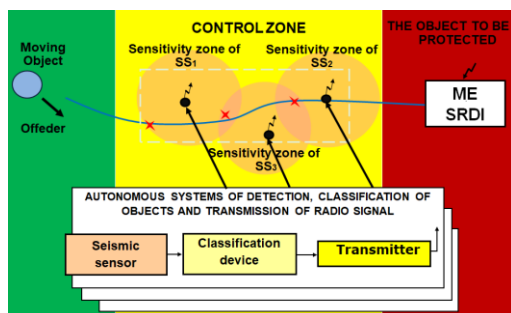 CONTROL ZONE
THE OBJECT TO BE
PROTECTED
Moving
Object
Offeder
Sensitivity zone of
SS1
Sensitivity zone of
SS2
Sensitivity zone of
SS3
ME
SRDI
AUTONOMOUS SYSTEMS OF DETECTION, CLASSIFICATION OF
OBJECTS AND TRANSMISSION OF RADIO SIGNAL
Seismic
sensor
Classification
device
Transmitter